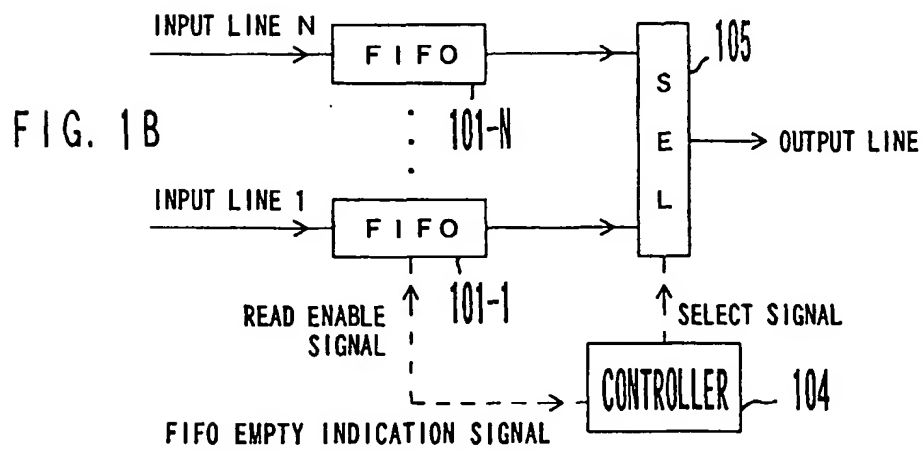 INPUT LINE N
FIFO
105
101-N
SEL
FIG. 1B
OUTPUT LINE
INPUT LINE 1
FIFO
101-1
READ ENABLE
SIGNAL
SELECT SIGNAL
CONTROLLER
104
FIFO EMPTY INDICATION SIGNAL